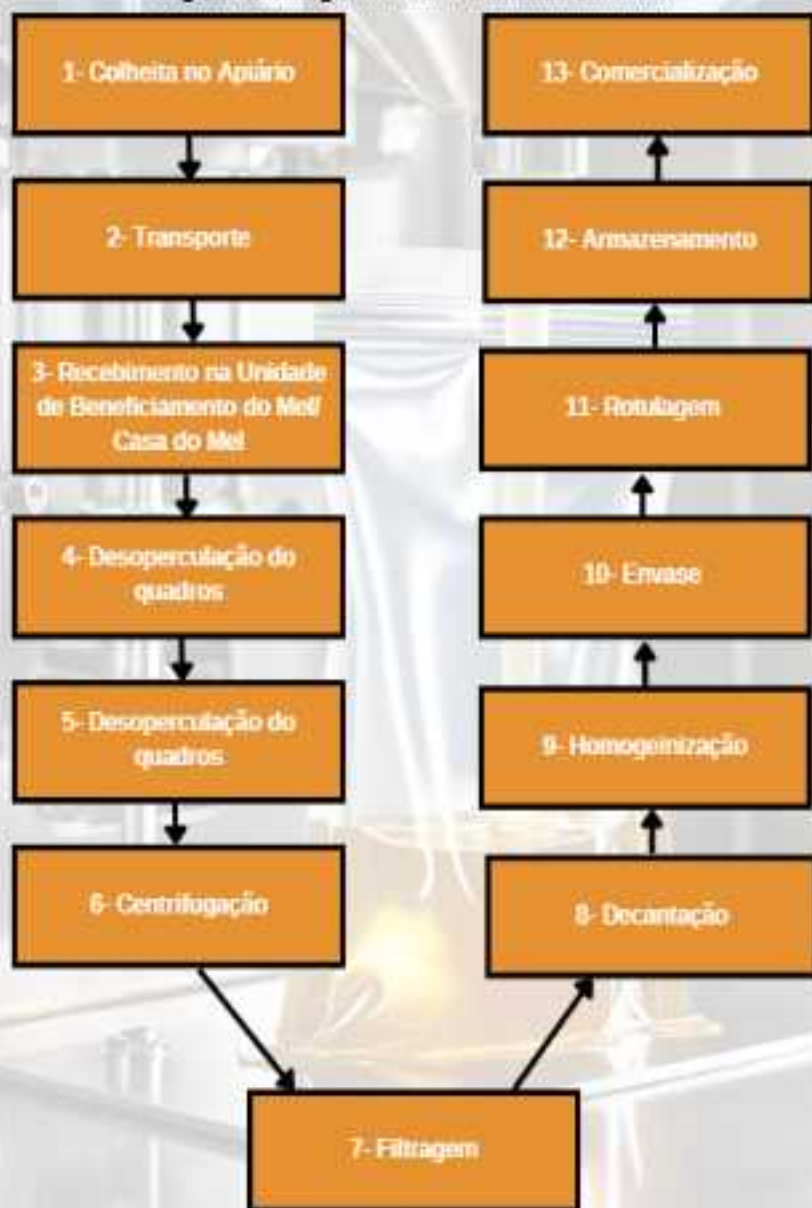 1- Colheita no Apiário
2- Transporte
3- Recebimento na Unidade
de Beneficiamento do Mel/
Casa do Mel
4- Desoperculação do
quadros
5- Desoperculação do
quadros
6- Centrifugação
7- Filtragem
8- Decantação
9- Homogeinização
10- Envase
11- Rotulagem
12- Armazenamento
13- Comercialização